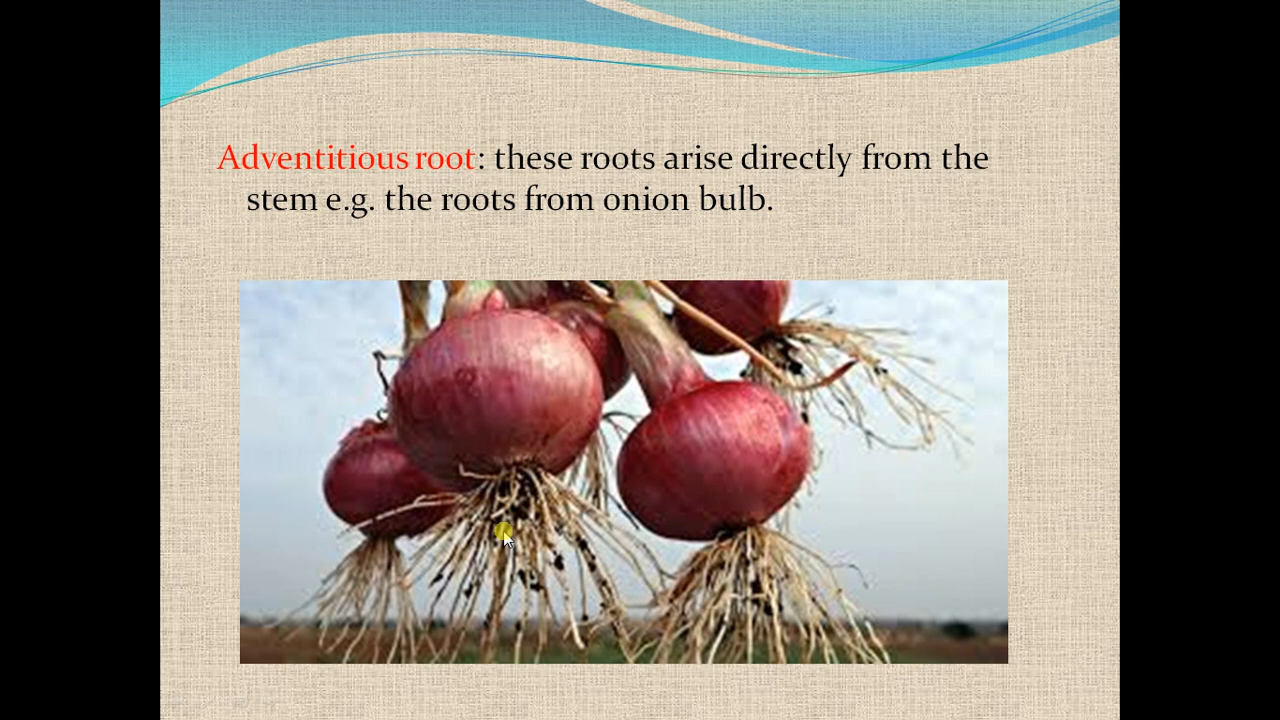 Adventitious root: these roots arise directly from the
stem e.g. the roots from onion bulb.